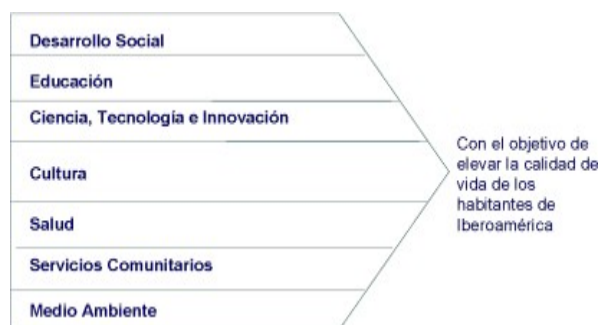 Desarrollo Social
Educación
Ciencia, Tecnología e Innovación
Cultura
Salud
Servicios Comunitarios
Medio Ambiente
Con el objetivo de
elevar la calidad de
vida de los
habitantes de
Iberoamérica